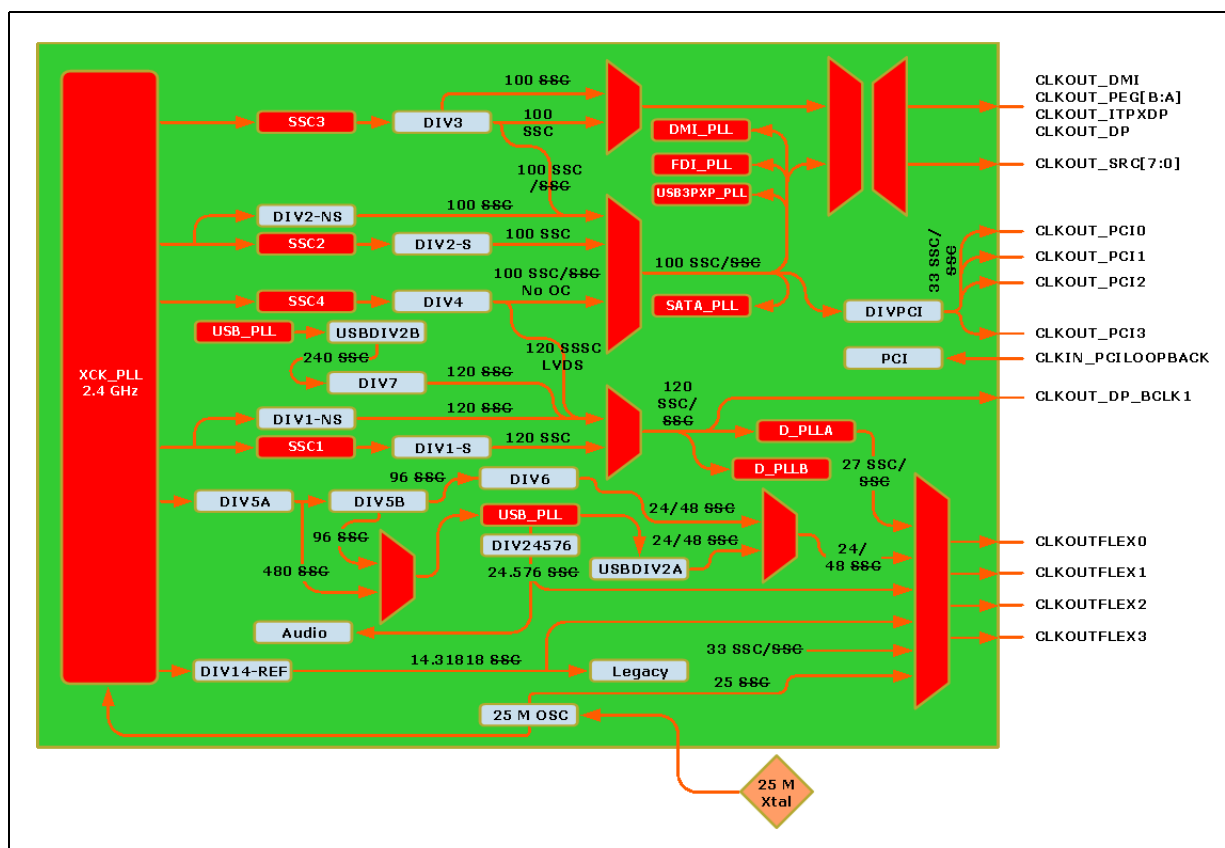 CLKOUT_DMI
CLKOUT_PEG[B:A]
CLKOUT_ITPXDP
CLKOUT_DP
CLKOUT_SRC[7:0]
CLKOUT_PCI0
CLKOUT_PCI1
CLKOUT_PCI2
CLKOUT_PCI3
CLKIN_PCILOOPBACK
CLKOUT_DP_BCLK1
CLKOUTFLEX0
CLKOUTFLEX1
CLKOUTFLEX2
CLKOUTFLEX3
XCK_PLL
2.4 GHz
100 SSC
SSC3
DIV3
100
SSC
DMI_PLL
FDI_PLL
USB3PXP_PLL
100 SSC
/SSC
DIV2-NS
100 SSC
SSC2
DIV2-S
100 SSC
100 SSC/SSC
No OC
100 SSC/SSC
33 SSC/
SSC
SSC4
DIV4
SATA_PLL
DIVPCI
USB_PLL
USBDIV2B
240 SSC
120 SSSC
LVDS
PCI
DIV7
120 SSC
120
SSC/
SSC
DIV1-NS
120 SSC
SSC1
DIV1-S
120 SSC
D_PLLA
D_PLLB
27 SSC/
SSC
DIV5A
DIV5B
96 SSC
DIV6
24/48 SSC
96 SSC
USB_PLL
DIV24576
24/48 SSC
24/
48 SSC
480 SSC
24.576 SSC
USBDIV2A
Audio
33 SSC/SSC
DIV14-REF
14.31818 SSC
Legacy
25 SSC
25 M OSC
25 M
Xtal